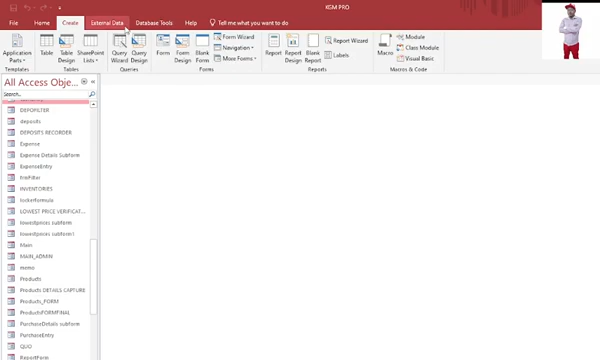 KGM PRO
File Home Create External Data Database Tools Help Tell me what you want to do
Application Parts
Table
Table Design
SharePoint Lists
Query Wizard
Query Design
Form
Form Design
Blank Form
Form Wizard
Navigation
More Forms
Report
Report Design
Blank Report
Report Wizard
Labels
Macro
Module
Class Module
Visual Basic
Templates Tables Queries Forms Reports Macros & Code
All Access Obje...
Search...
DEPOFILTER
deposits
DEPOSITS RECORDER
Expense
Expense Details Subform
ExpenseEntry
INVENTORIES
lockerformula
LOWEST PRICE VERIFICAT...
lowestprices subform
lowestprices subform1
Main
MAIN_ADMIN
memo
Products
Products DETAILS CAPTURE
Products_FORM
ProductsFORMFINAL
PurchaseDetails subform
PurchaseEntry
QUO
ReportForm